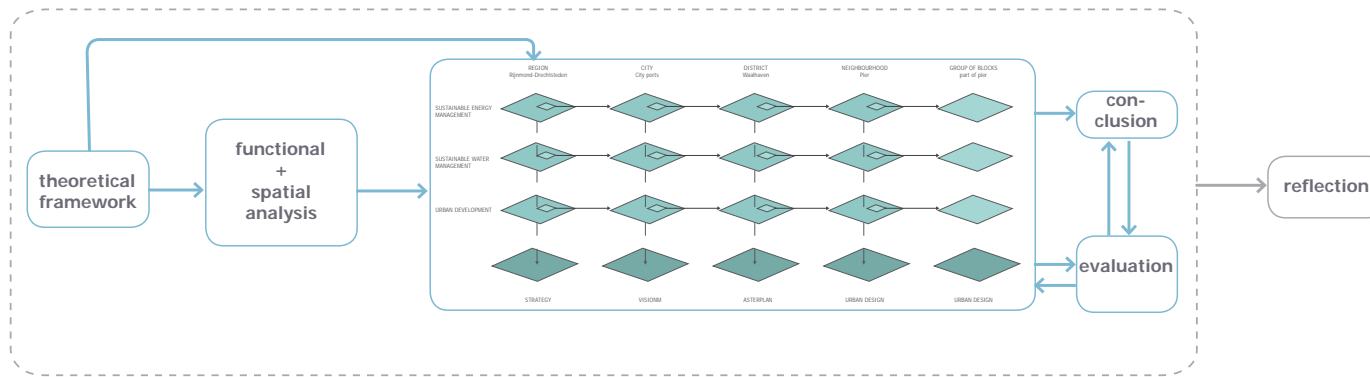 theoretical
framework
functional
+
spatial
analysis
REGION
Rijnmond-Drechtsteden
CITY
City ports
DISTRICT
Waalhaven
NEIGHBOURHOOD
Pier
GROUP OF BLOCKS
part of pier
SUSTAINABLE ENERGY
MANAGEMENT
SUSTAINABLE WATER
MANAGEMENT
URBAN DEVELOPMENT
STRATEGY
VISIONM
ASTERPLAN
URBAN DESIGN
URBAN DESIGN
con-
clusion
evaluation
reflection